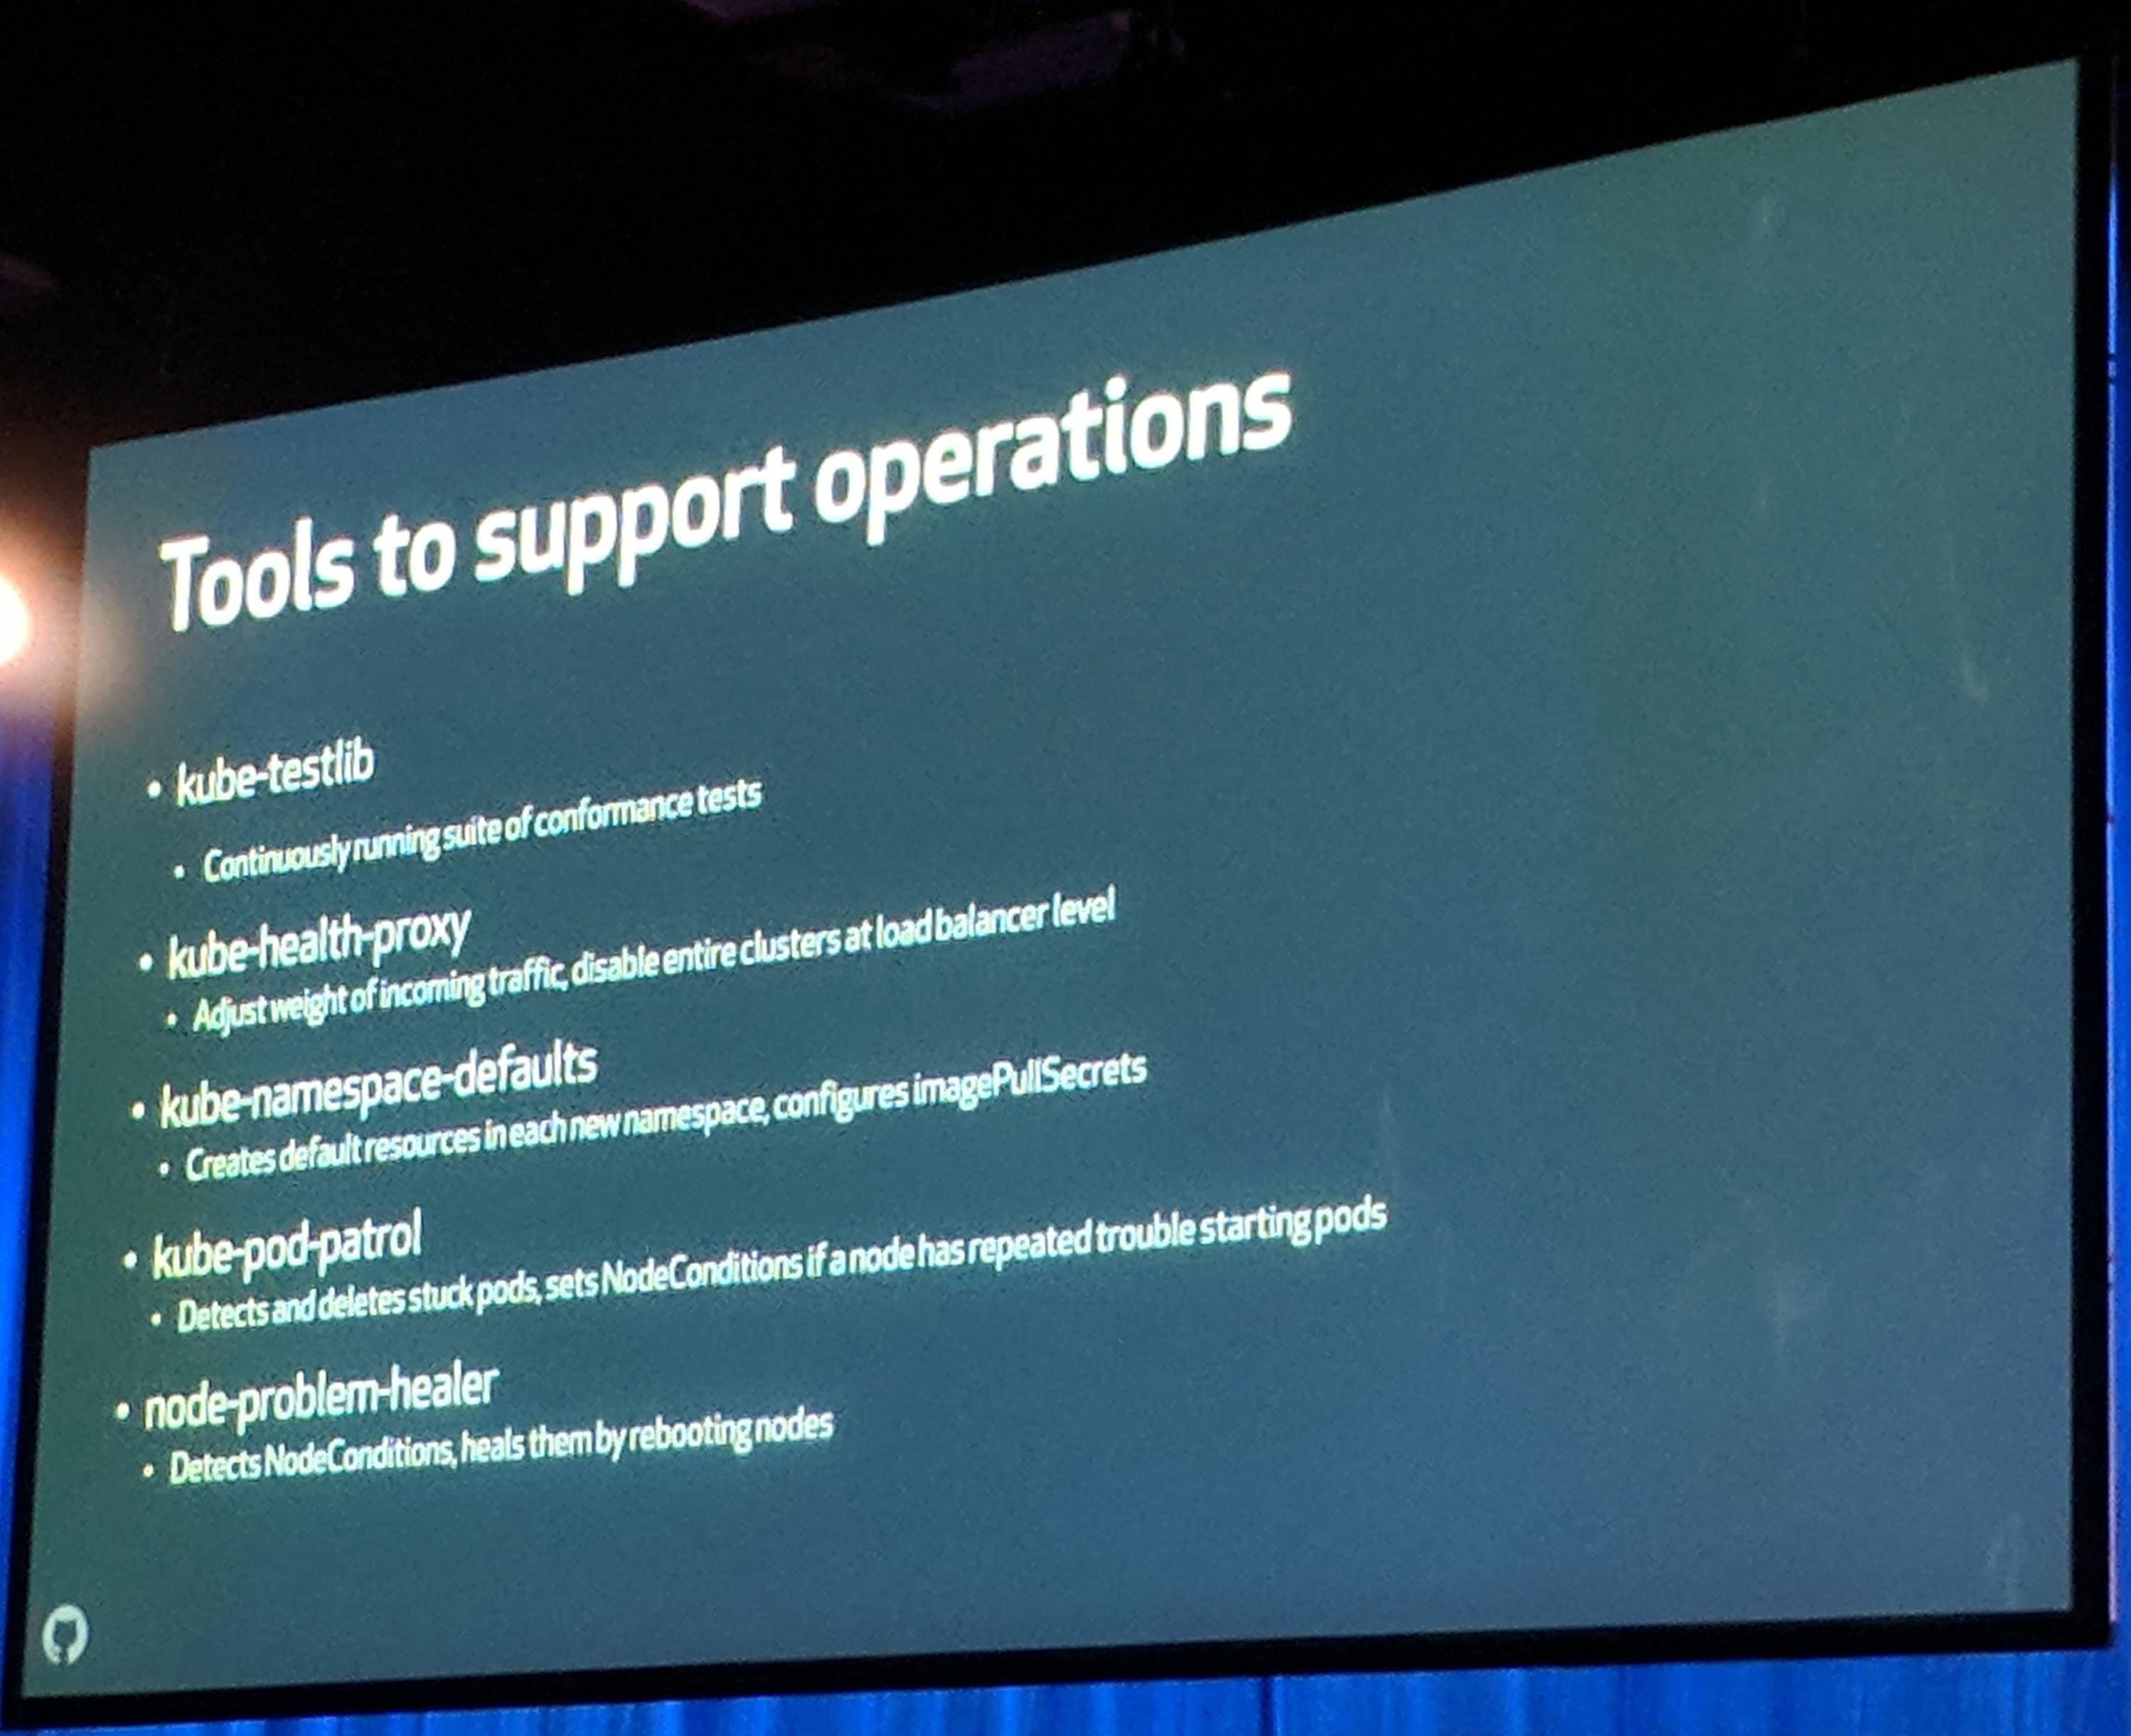 Tools to support operations
• kube-testlib
• Continuously running suite of conformance tests
• kube-health-proxy
• Adjust weight of incoming traffic, disable entire clusters at load balancer level
• kube-namespace-defaults
• Creates default resources in each new namespace, configures imagePullSecrets
• kube-pod-patrol
• Detects and deletes stuck pods, sets NodeConditions if a node has repeated trouble starting pods
• node-problem-healer
• Detects NodeConditions, heals them by rebooting nodes